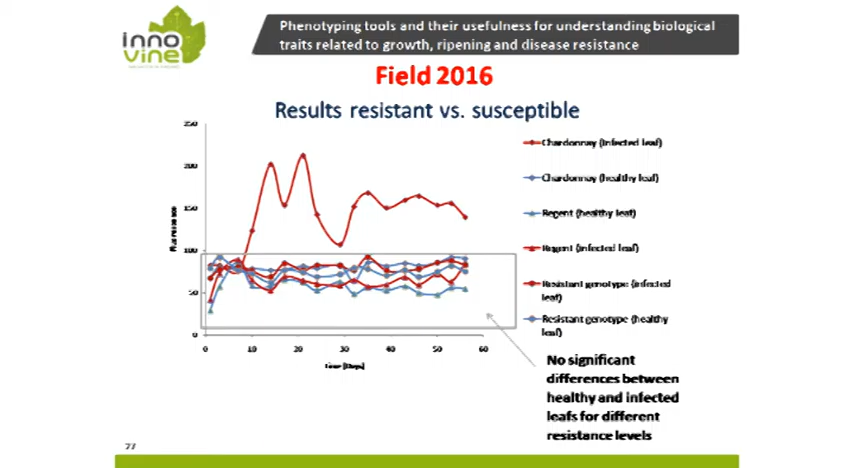 inno
vine
Phenotyping tools and their usefulness for understanding biological
traits related to growth, ripening and disease resistance
Field 2016
Results resistant vs. susceptible
250
200
150
100
50
0
0 10 20 30 40 50 60
Time (Days)
Chardonnay (infected leaf)
Chardonnay (healthy leaf)
Regent (healthy leaf)
Regent (infected leaf)
Resistant genotype (infected
leaf)
Resistant genotype (healthy
leaf)
No significant
differences between
healthy and infected
leafs for different
resistance levels
27